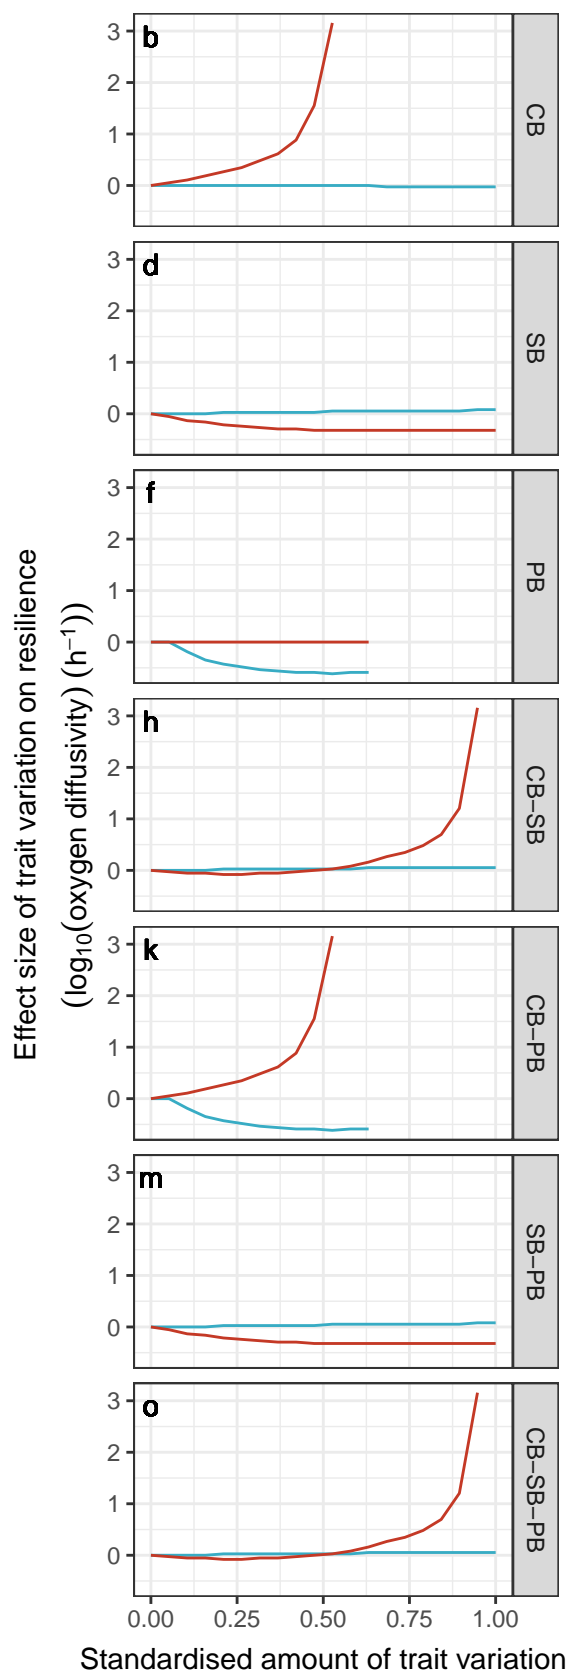 Effect size of trait variation on resilience
(log₁₀(oxygen diffusivity) (h⁻¹))
b
3
2
1
0
CB
d
3
2
1
0
SB
f
3
2
1
0
PB
h
3
2
1
0
CB−SB
k
3
2
1
0
CB−PB
m
3
2
1
0
SB−PB
o
3
2
1
0
CB−SB−PB
0.00 0.25 0.50 0.75 1.00
Standardised amount of trait variation